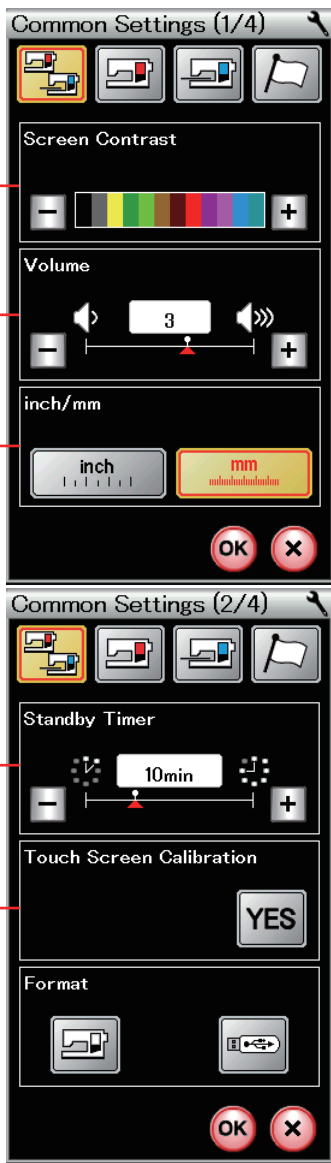 Common Settings (1/4)
Screen Contrast
− +
Volume
3
− +
inch/mm
inch mm
OK ×
Common Settings (2/4)
Standby Timer
10min
− +
Touch Screen Calibration
YES
Format
OK ×